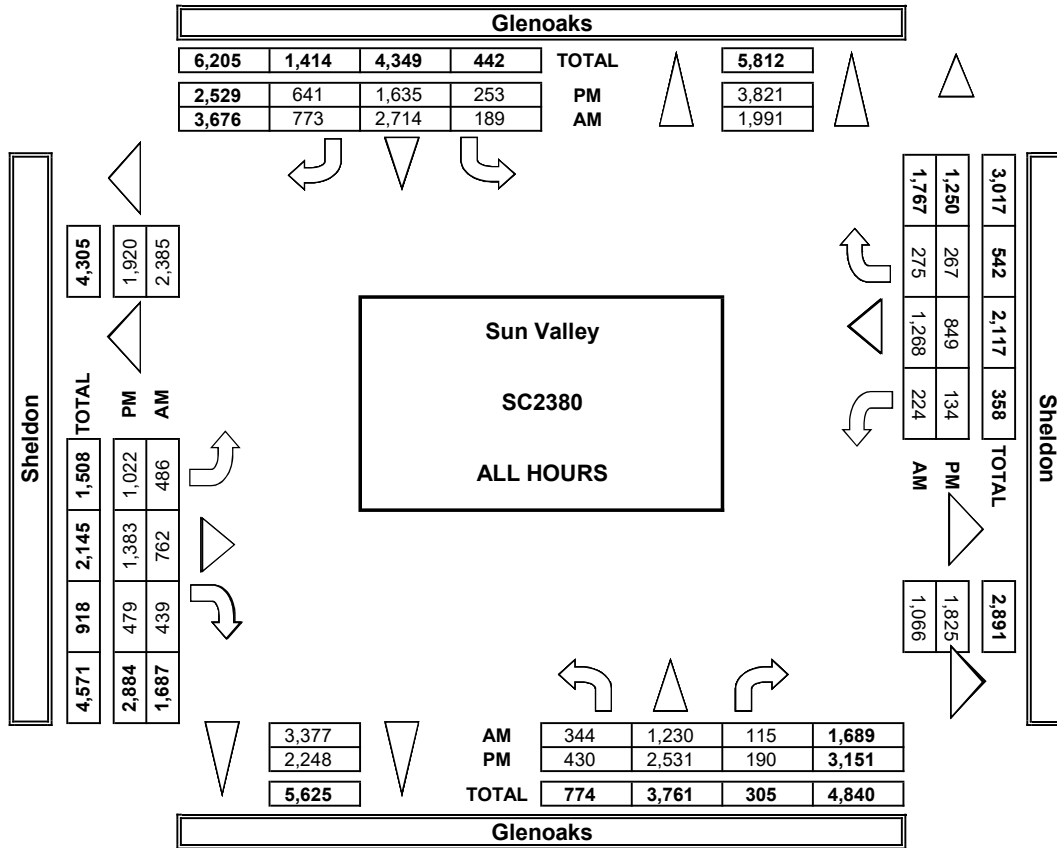 Glenoaks
6,205 1,414 4,349 442 TOTAL 5,812
2,529 641 1,635 253 PM 3,821
3,676 773 2,714 189 AM 1,991
Sheldon
4,305
1,920
2,385
TOTAL 1,508 2,145 918 4,571
PM 1,022 1,383 479 2,884
AM 486 762 439 1,687
Sun Valley
SC2380
ALL HOURS
3,017 542 2,117 358 TOTAL 2,891
1,250 267 849 134 PM 1,825
1,767 275 1,268 224 AM 1,066
Sheldon
3,377 AM 344 1,230 115 1,689
2,248 PM 430 2,531 190 3,151
5,625 TOTAL 774 3,761 305 4,840
Glenoaks